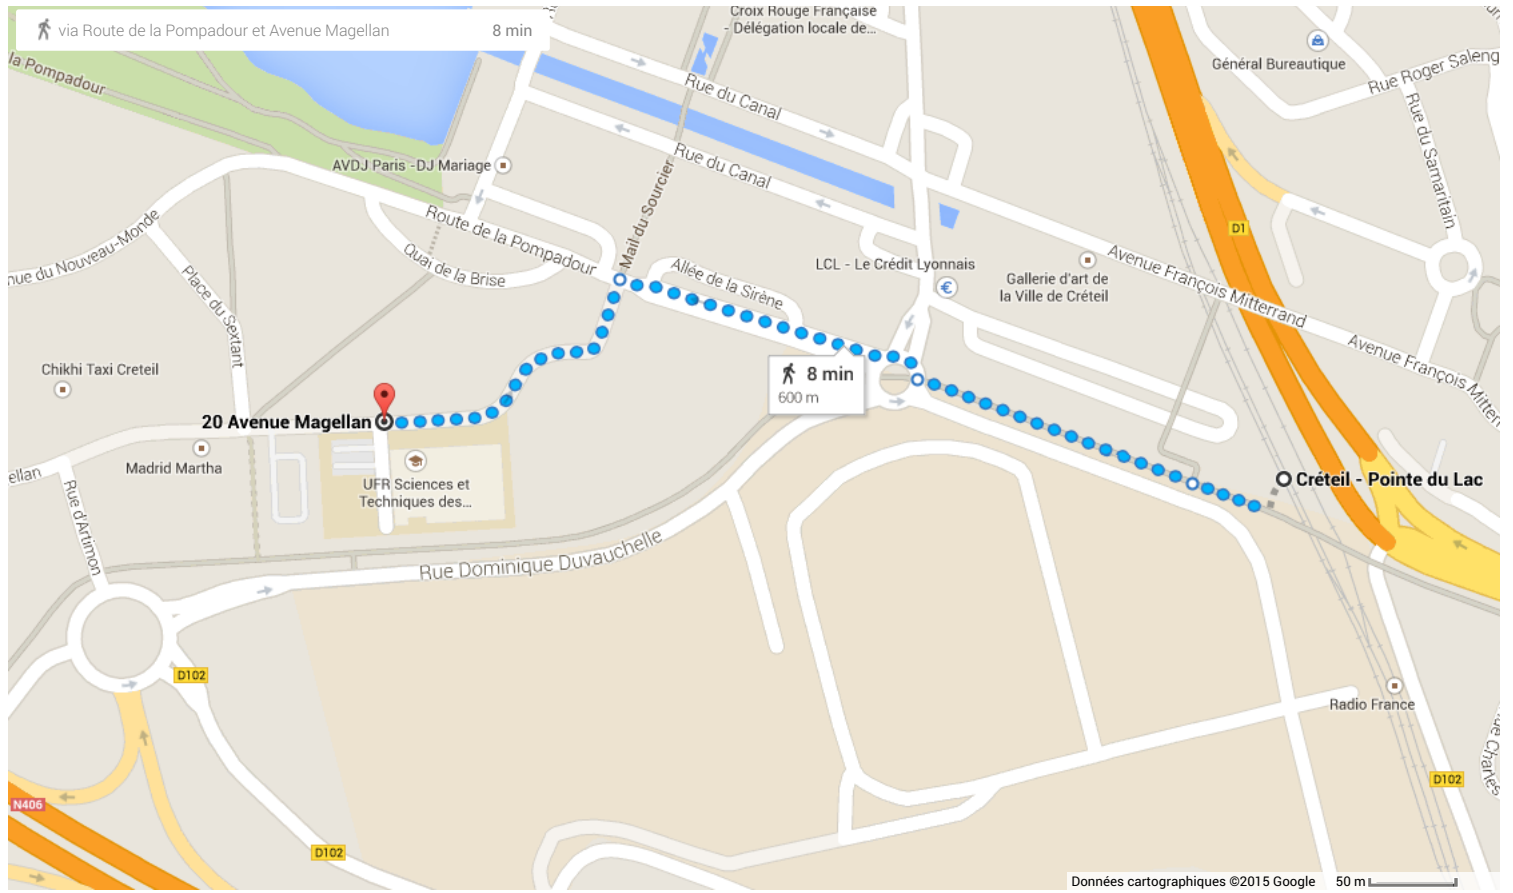 via Route de la Pompadour et Avenue Magellan 8 min
Croix Rouge Française
- Délégation locale de...
Général Bureautique
Rue Roger Saleng
la Pompadour
Rue du Canal
Rue du Samaritain
AVDJ Paris -DJ Mariage
Rue du Canal
Mail du Sourcier
Route de la Pompadour
nue du Nouveau-Monde
Quai de la Brise
Place du Sextant
Allée de la Sirène
LCL - Le Crédit Lyonnais
€
Gallerie d'art de
la Ville de Créteil
D1
Avenue François Mitterrand
Avenue François Mitterr
Chikhi Taxi Creteil
8 min
600 m
20 Avenue Magellan
Madrid Martha
ellan
Rue d'Artimon
UFR Sciences et
Techniques des...
Créteil - Pointe du Lac
Rue Dominique Duvauchelle
D102
Radio France
ue Charles
D102
N406
D102
Données cartographiques ©2015 Google 50 m